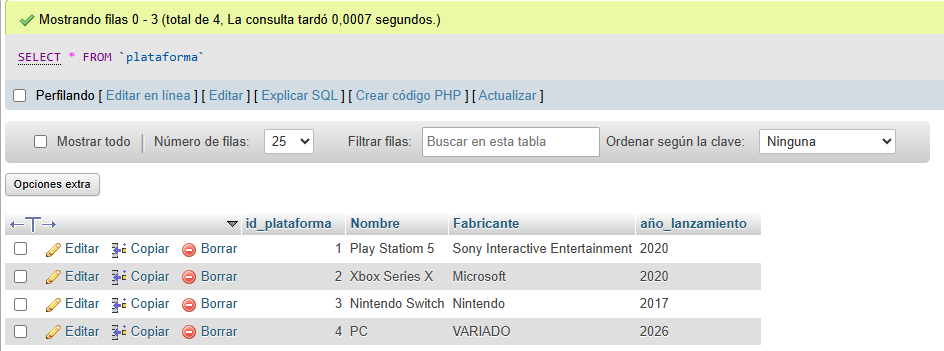 Mostrando filas 0 - 3 (total de 4, La consulta tardó 0,0007 segundos.)
SELECT * FROM `plataforma`
Perfilando [ Editar en línea ] [ Editar ] [ Explicar SQL ] [ Crear código PHP ] [ Actualizar ]
Mostrar todo Número de filas: 25 Filtrar filas: Buscar en esta tabla Ordenar según la clave: Ninguna
Opciones extra
←T→ id_plataforma Nombre Fabricante año_lanzamiento
Editar Copiar Borrar 1 Play Statiom 5 Sony Interactive Entertainment 2020
Editar Copiar Borrar 2 Xbox Series X Microsoft 2020
Editar Copiar Borrar 3 Nintendo Switch Nintendo 2017
Editar Copiar Borrar 4 PC VARIADO 2026